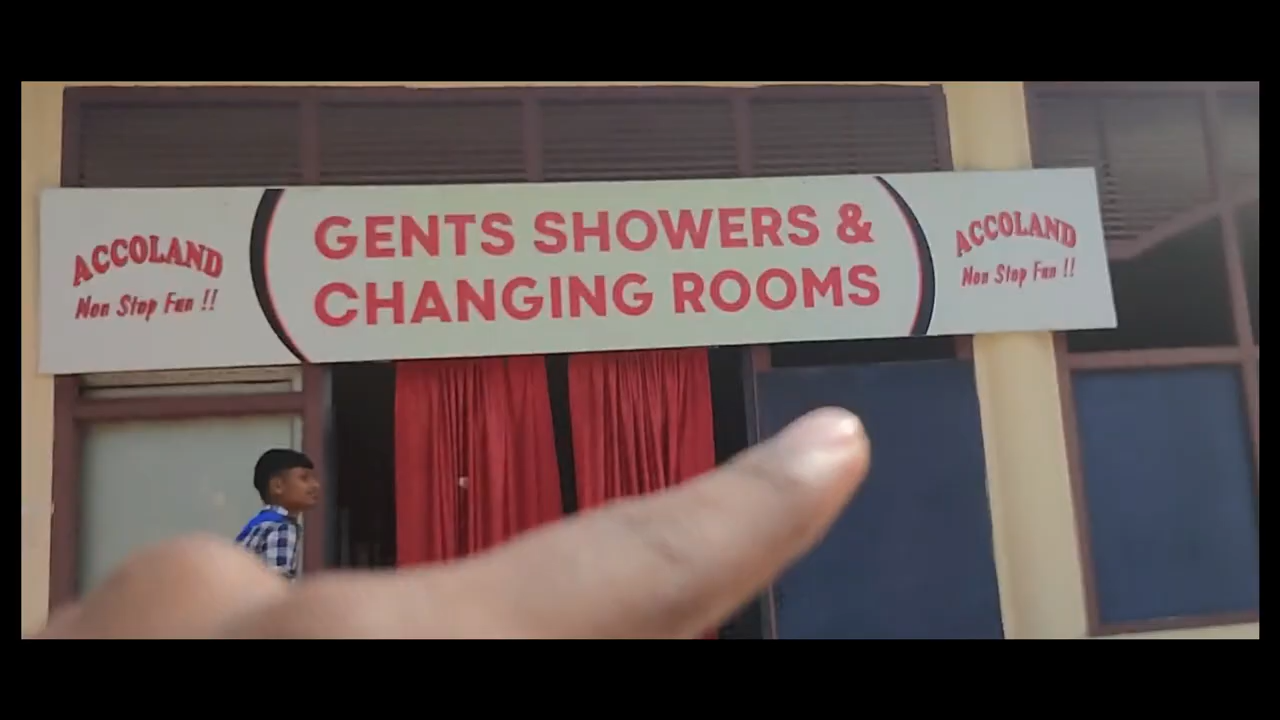 ACCOLAND
Non Stop Fun !!
GENTS SHOWERS &
CHANGING ROOMS
ACCOLAND
Non Stop Fun !!